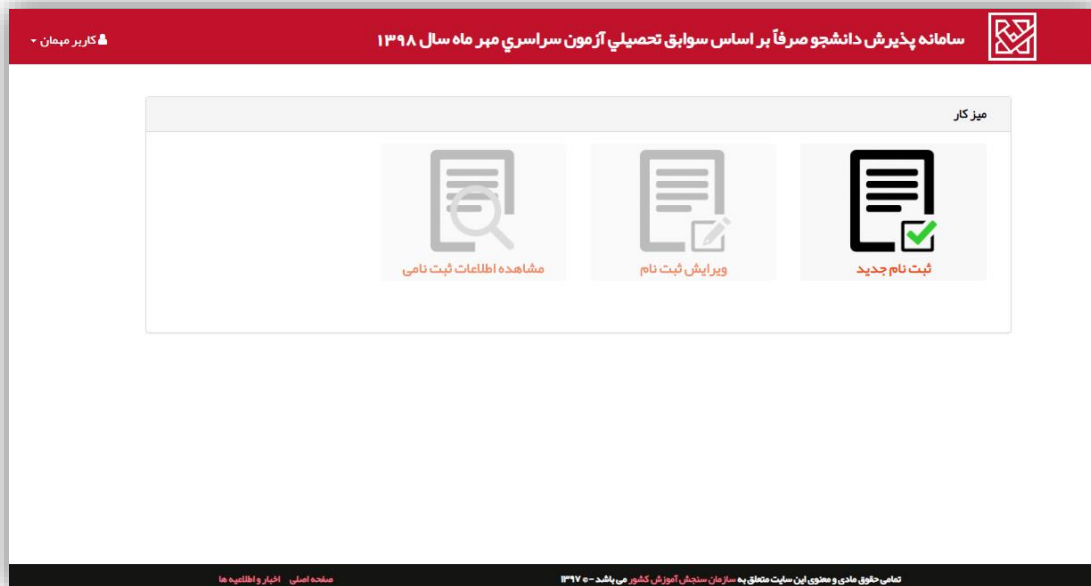 سامانه پذیرش دانشجو صرفاً بر اساس سوابق تحصيلي آزمون سراسري مهر ماه سال ۱۳۹۸
کاربر مهمان
میز کار
ثبت نام جدید
ویرایش ثبت نام
مشاهده اطلاعات ثبت نامی
تمامی حقوق مادی و معنوی این سایت متعلق به سازمان سنجش آموزش کشور می باشد - © ۱۳۹۷
صفحه اصلی اخبار و اطلاعیه ها